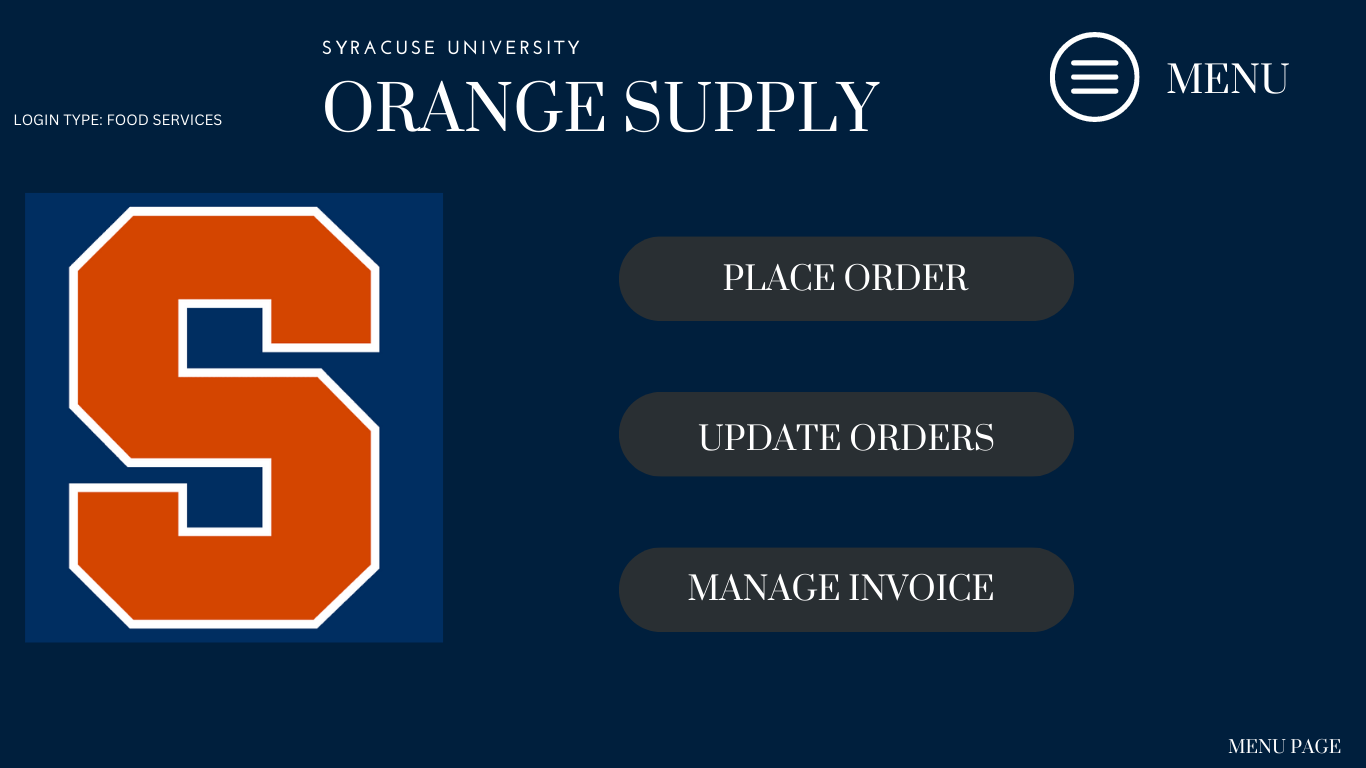 SYRACUSE UNIVERSITY
ORANGE SUPPLY
MENU
LOGIN TYPE: FOOD SERVICES
S
PLACE ORDER
UPDATE ORDERS
MANAGE INVOICE
MENU PAGE